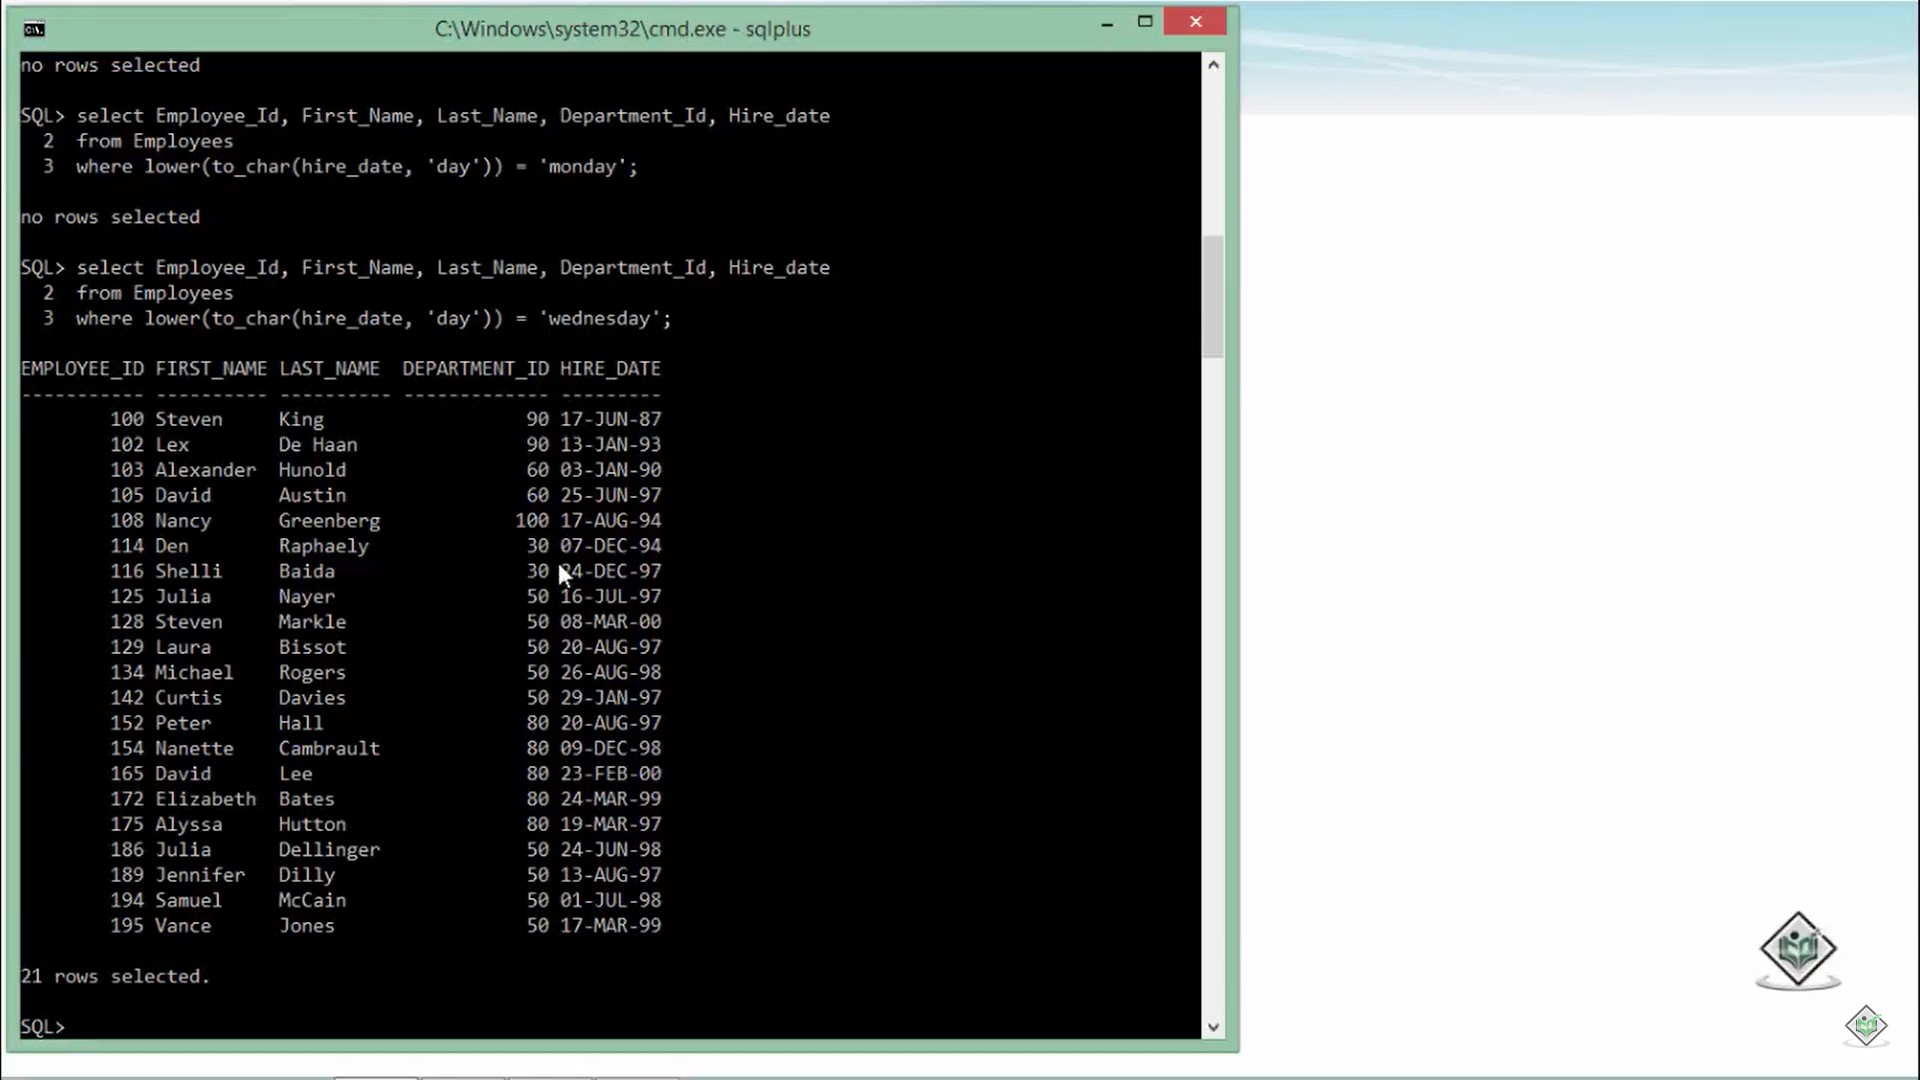 C:\Windows\system32\cmd.exe - sqlplus
no rows selected
SQL> select Employee_Id, First_Name, Last_Name, Department_Id, Hire_date
2 from Employees
3 where lower(to_char(hire_date, 'day')) = 'monday';
no rows selected
SQL> select Employee_Id, First_Name, Last_Name, Department_Id, Hire_date
2 from Employees
3 where lower(to_char(hire_date, 'day')) = 'wednesday';
EMPLOYEE_ID FIRST_NAME LAST_NAME DEPARTMENT_ID HIRE_DATE
----------- ---------- ---------- ------------- ---------
100 Steven King 90 17-JUN-87
102 Lex De Haan 90 13-JAN-93
103 Alexander Hunold 60 03-JAN-90
105 David Austin 60 25-JUN-97
108 Nancy Greenberg 100 17-AUG-94
114 Den Raphaely 30 07-DEC-94
116 Shelli Baida 30 24-DEC-97
125 Julia Nayer 50 16-JUL-97
128 Steven Markle 50 08-MAR-00
129 Laura Bissot 50 20-AUG-97
134 Michael Rogers 50 26-AUG-98
142 Curtis Davies 50 29-JAN-97
152 Peter Hall 80 20-AUG-97
154 Nanette Cambrault 80 09-DEC-98
165 David Lee 80 23-FEB-00
172 Elizabeth Bates 80 24-MAR-99
175 Alyssa Hutton 80 19-MAR-97
186 Julia Dellinger 50 24-JUN-98
189 Jennifer Dilly 50 13-AUG-97
194 Samuel McCain 50 01-JUL-98
195 Vance Jones 50 17-MAR-99
21 rows selected.
SQL>